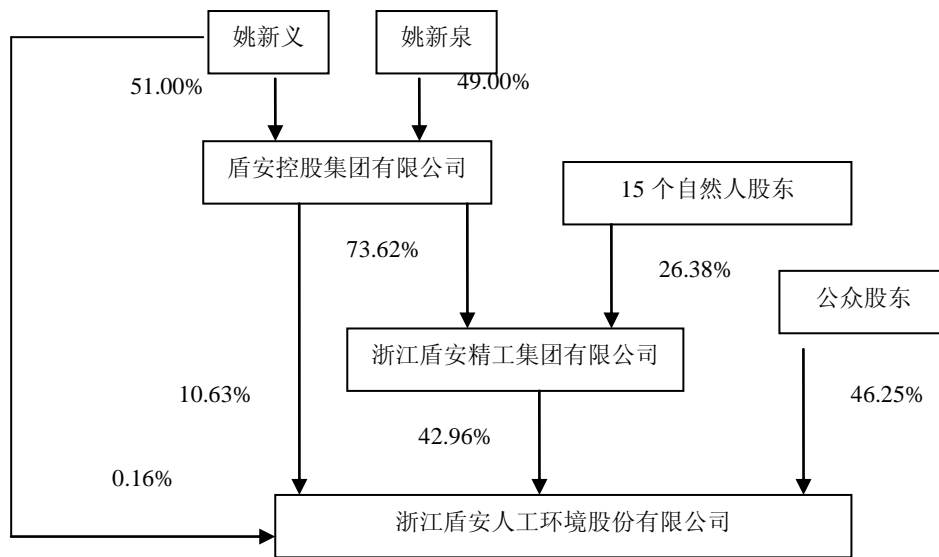 姚新义
姚新泉
51.00%
49.00%
盾安控股集团有限公司
15 个自然人股东
73.62%
26.38%
公众股东
浙江盾安精工集团有限公司
10.63%
46.25%
42.96%
0.16%
浙江盾安人工环境股份有限公司